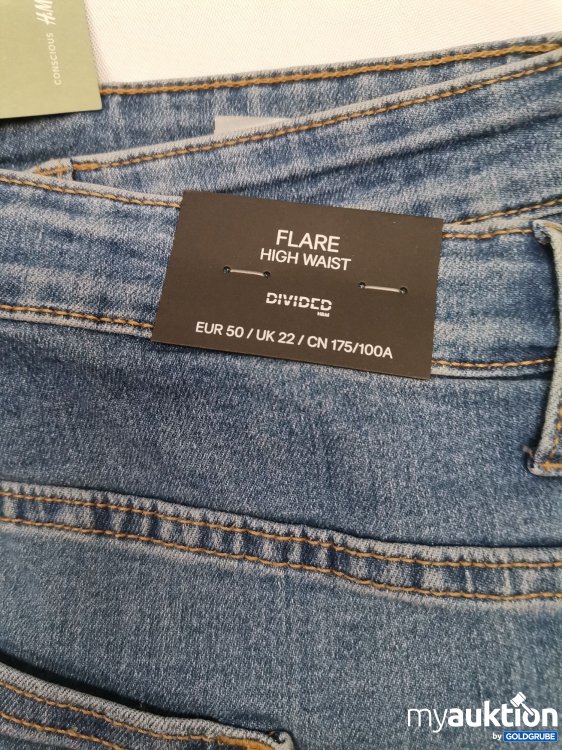 CONSCIOUS H&M
FLARE
HIGH WAIST
DIVIDED
H&M
EUR 50 / UK 22 / CN 175/100A
myauktion
by GOLDGRUBE